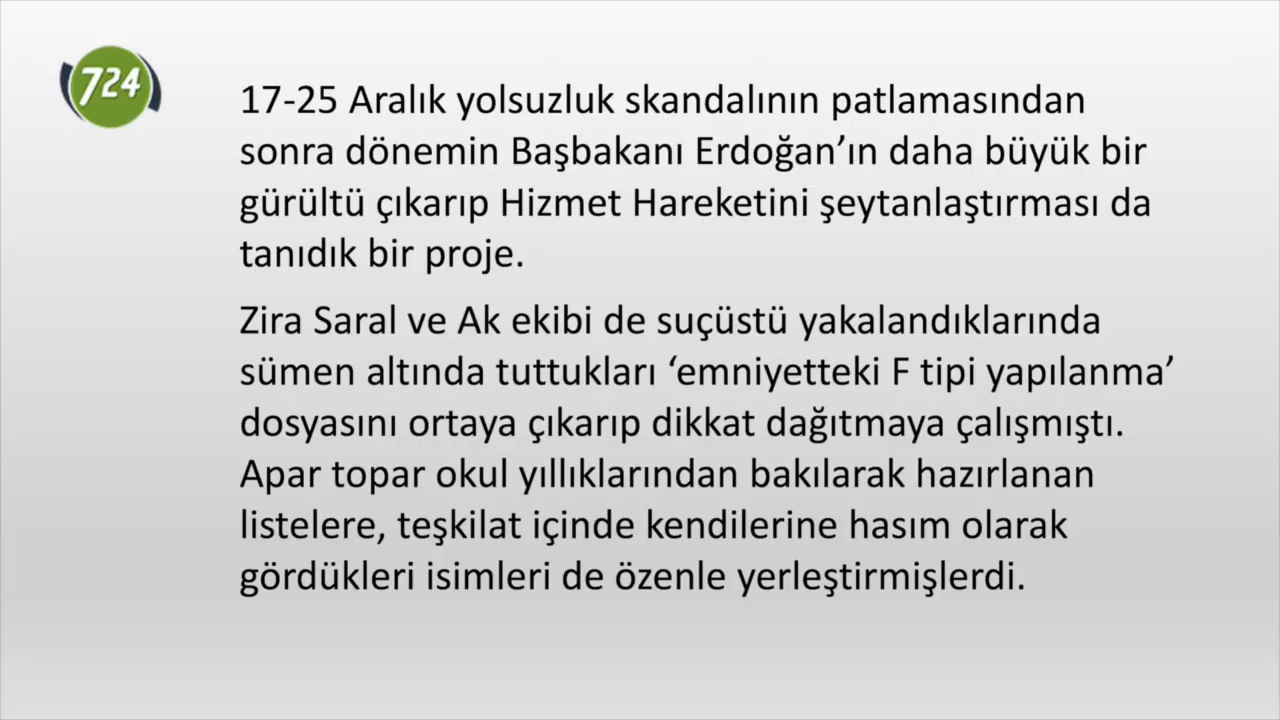 724
17-25 Aralık yolsuzluk skandalının patlamasından
sonra dönemin Başbakanı Erdoğan’ın daha büyük bir
gürültü çıkarıp Hizmet Hareketini şeytanlaştırması da
tanıdık bir proje.
Zira Saral ve Ak ekibi de suçüstü yakalandıklarında
sümen altında tuttukları ‘emniyetteki F tipi yapılanma’
dosyasını ortaya çıkarıp dikkat dağıtmaya çalışmıştı.
Apar topar okul yıllıklarından bakılarak hazırlanan
listelere, teşkilat içinde kendilerine hasım olarak
gördükleri isimleri de özenle yerleştirmişlerdi.